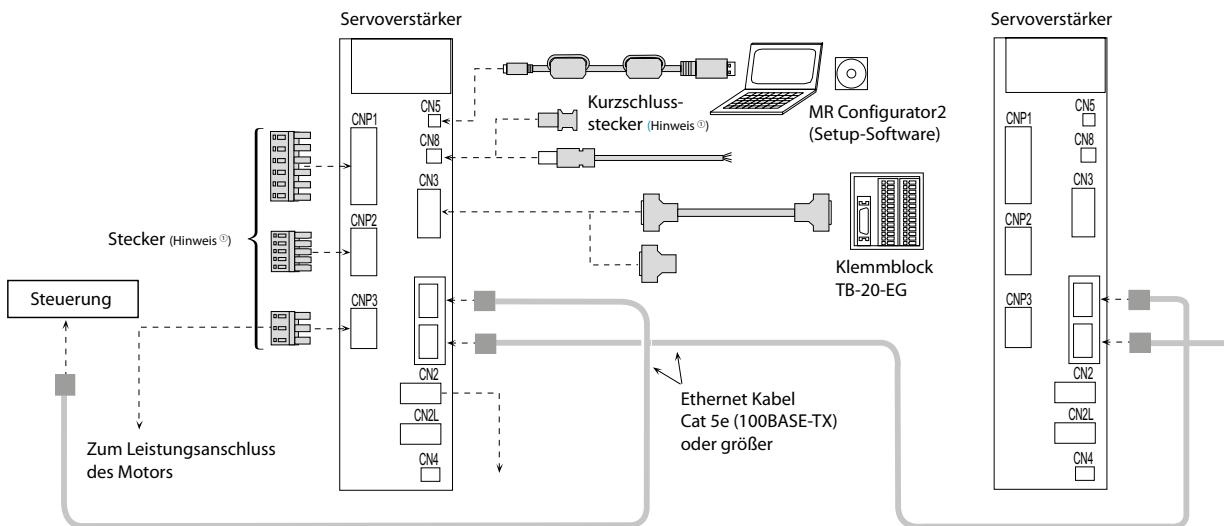 Servoverstärker
CNP1
CNP2
CNP3
CN5
CN8
CN3
CN2
CN2L
CN4
Stecker (Hinweis ①)
Steuerung
Zum Leistungsanschluss
des Motors
Kurzschluss-
stecker (Hinweis ①)
MR Configurator2
(Setup-Software)
Klemmblock
TB-20-EG
Ethernet Kabel
Cat 5e (100BASE-TX)
oder größer
Servoverstärker
CNP1
CNP2
CNP3
CN5
CN8
CN3
CN2
CN2L
CN4